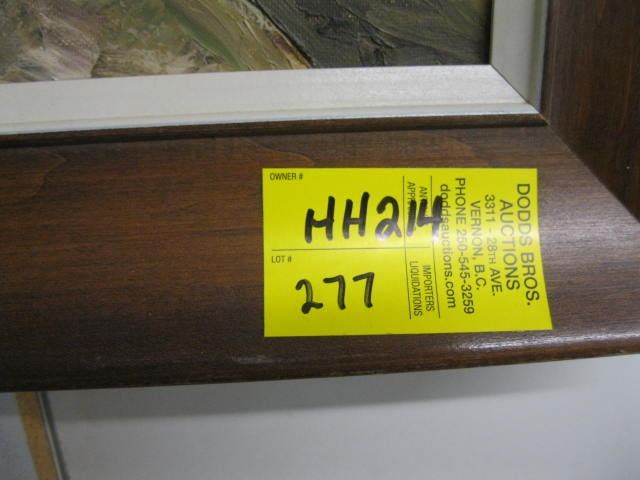 OWNER #
HH214
LOT #
277
DODDS BROS.
AUCTIONS
3311 - 28TH AVE.
VERNON, B.C.
PHONE 250-545-3259
doddsauctions.com
IMPORTERS
LIQUIDATIONS